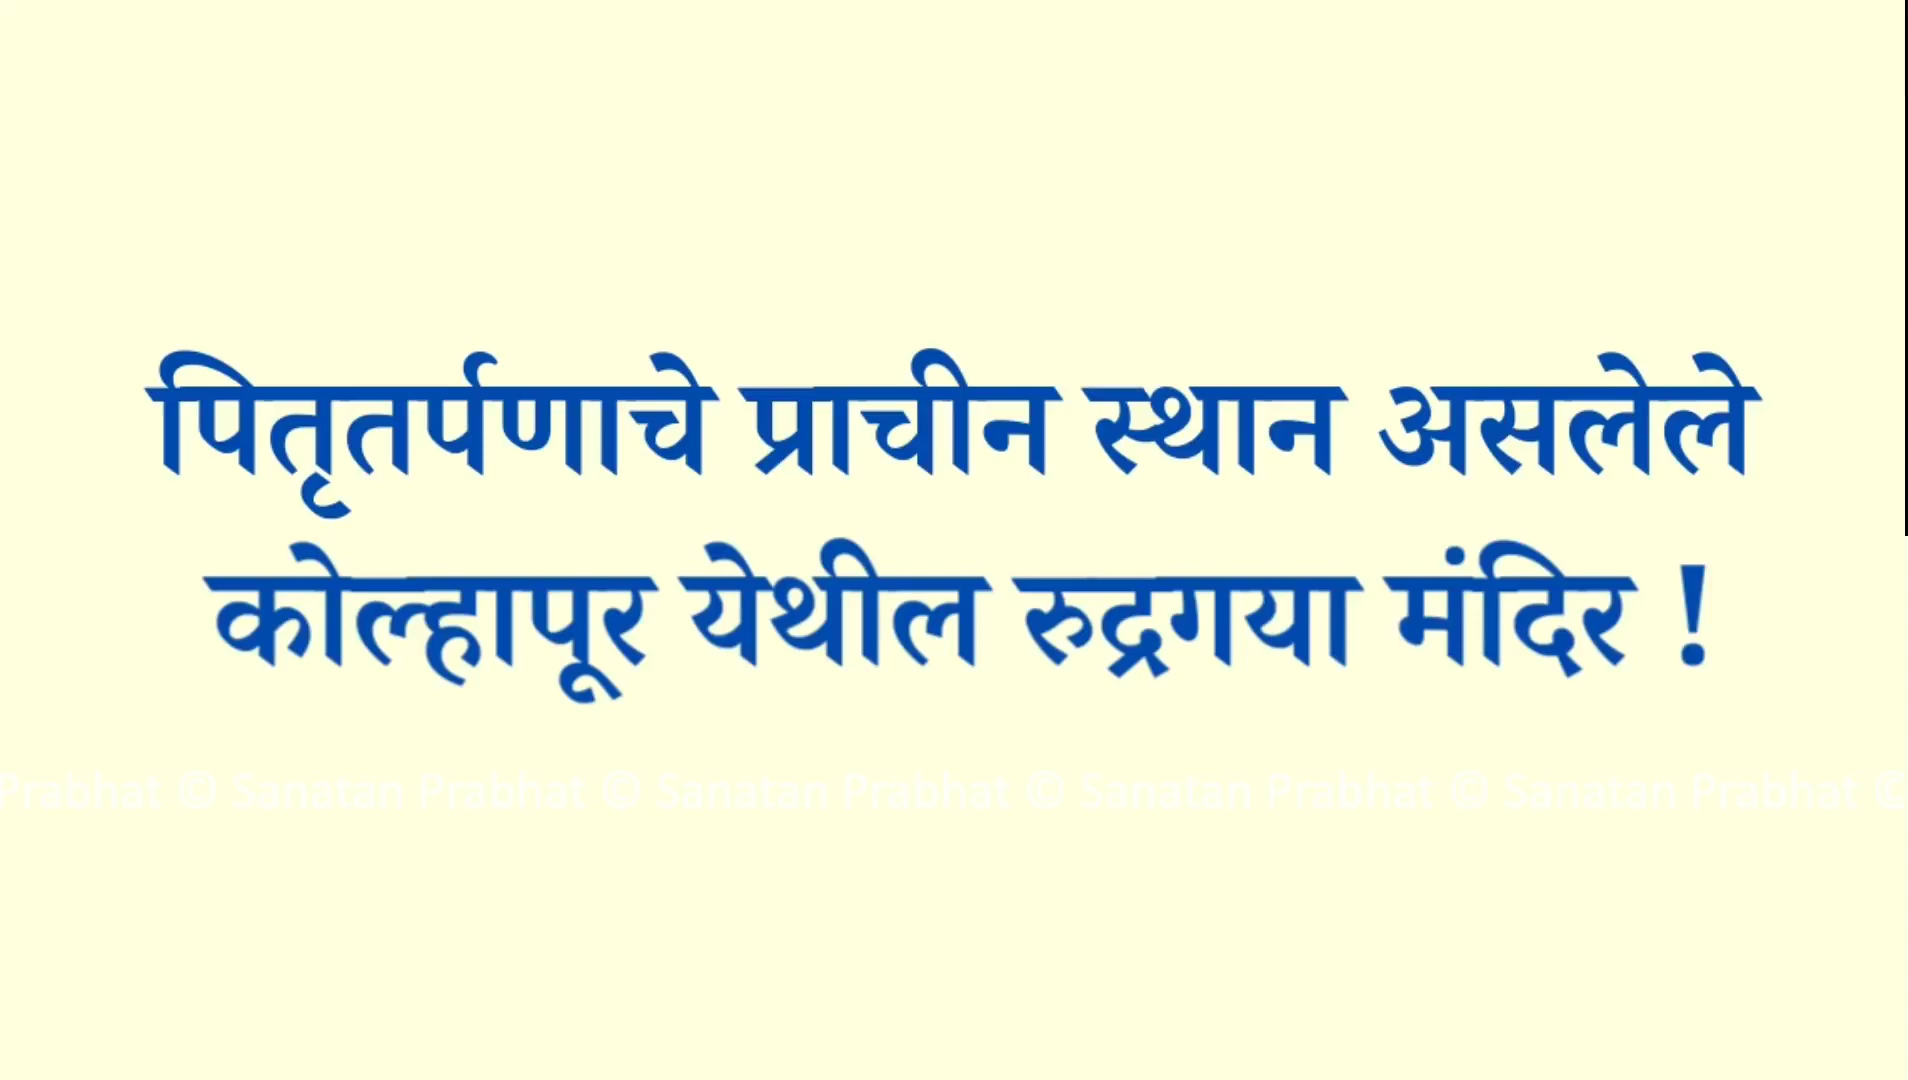 पितृतर्पणाचे प्राचीन स्थान असलेले
कोल्हापूर येथील रुद्रगया मंदिर !
Prabhat © Sanatan Prabhat © Sanatan Prabhat © Sanatan Prabhat © Sanatan Prabhat ©